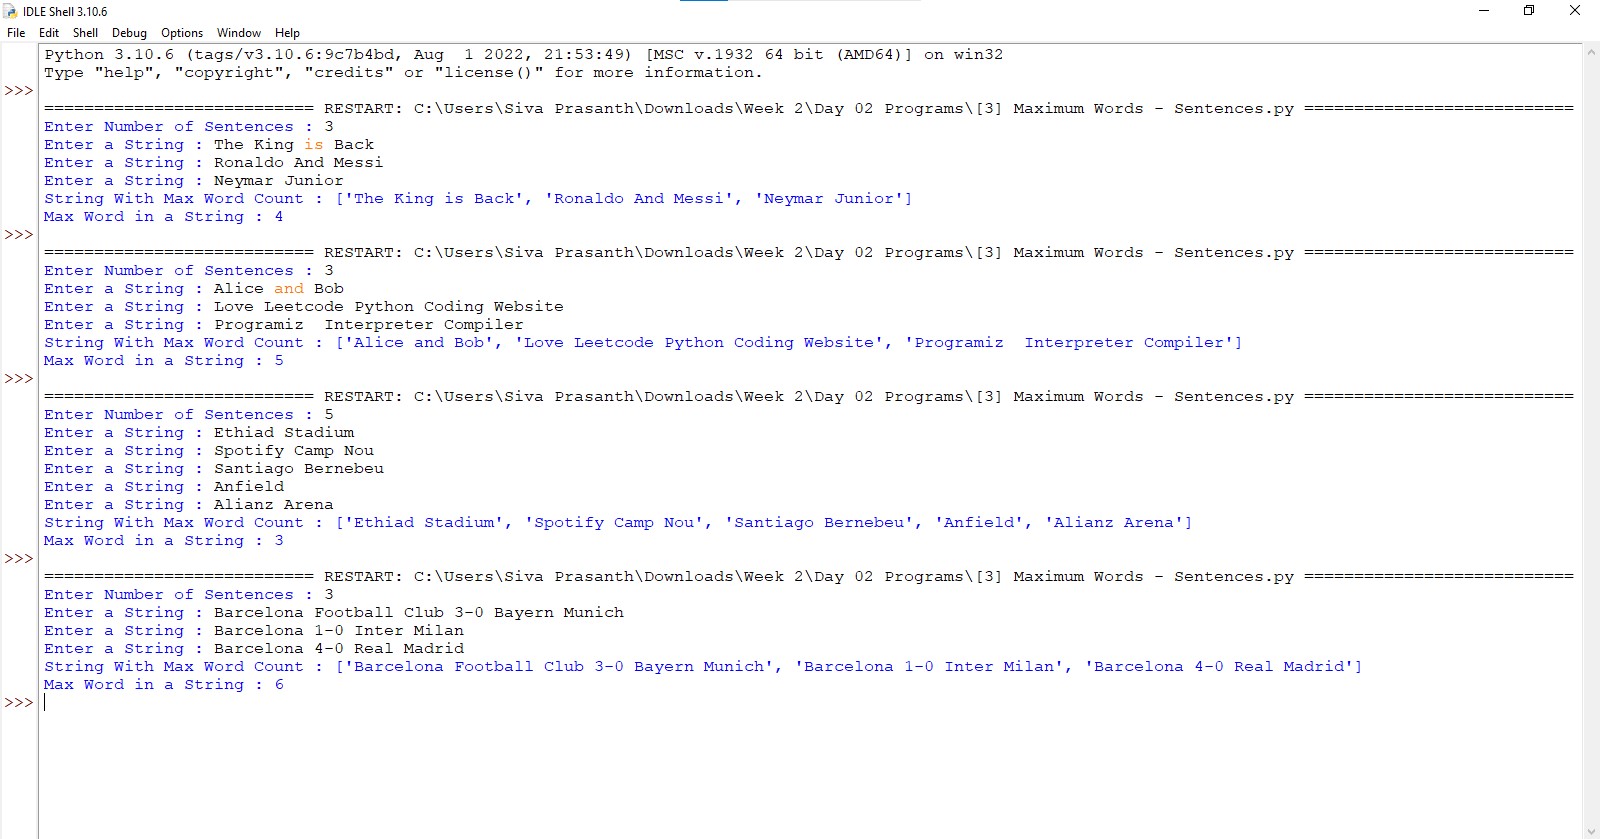 IDLE Shell 3.10.6
File Edit Shell Debug Options Window Help
Python 3.10.6 (tags/v3.10.6:9c7b4bd, Aug  1 2022, 21:53:49) [MSC v.1932 64 bit (AMD64)] on win32
Type "help", "copyright", "credits" or "license()" for more information.
>>>
=========================== RESTART: C:\Users\Siva Prasanth\Downloads\Week 2\Day 02 Programs\[3] Maximum Words - Sentences.py ===========================
Enter Number of Sentences : 3
Enter a String : The King is Back
Enter a String : Ronaldo And Messi
Enter a String : Neymar Junior
String With Max Word Count : ['The King is Back', 'Ronaldo And Messi', 'Neymar Junior']
Max Word in a String : 4
>>>
=========================== RESTART: C:\Users\Siva Prasanth\Downloads\Week 2\Day 02 Programs\[3] Maximum Words - Sentences.py ===========================
Enter Number of Sentences : 3
Enter a String : Alice and Bob
Enter a String : Love Leetcode Python Coding Website
Enter a String : Programiz  Interpreter Compiler
String With Max Word Count : ['Alice and Bob', 'Love Leetcode Python Coding Website', 'Programiz  Interpreter Compiler']
Max Word in a String : 5
>>>
=========================== RESTART: C:\Users\Siva Prasanth\Downloads\Week 2\Day 02 Programs\[3] Maximum Words - Sentences.py ===========================
Enter Number of Sentences : 5
Enter a String : Ethiad Stadium
Enter a String : Spotify Camp Nou
Enter a String : Santiago Bernebeu
Enter a String : Anfield
Enter a String : Alianz Arena
String With Max Word Count : ['Ethiad Stadium', 'Spotify Camp Nou', 'Santiago Bernebeu', 'Anfield', 'Alianz Arena']
Max Word in a String : 3
>>>
=========================== RESTART: C:\Users\Siva Prasanth\Downloads\Week 2\Day 02 Programs\[3] Maximum Words - Sentences.py ===========================
Enter Number of Sentences : 3
Enter a String : Barcelona Football Club 3-0 Bayern Munich
Enter a String : Barcelona 1-0 Inter Milan
Enter a String : Barcelona 4-0 Real Madrid
String With Max Word Count : ['Barcelona Football Club 3-0 Bayern Munich', 'Barcelona 1-0 Inter Milan', 'Barcelona 4-0 Real Madrid']
Max Word in a String : 6
>>>